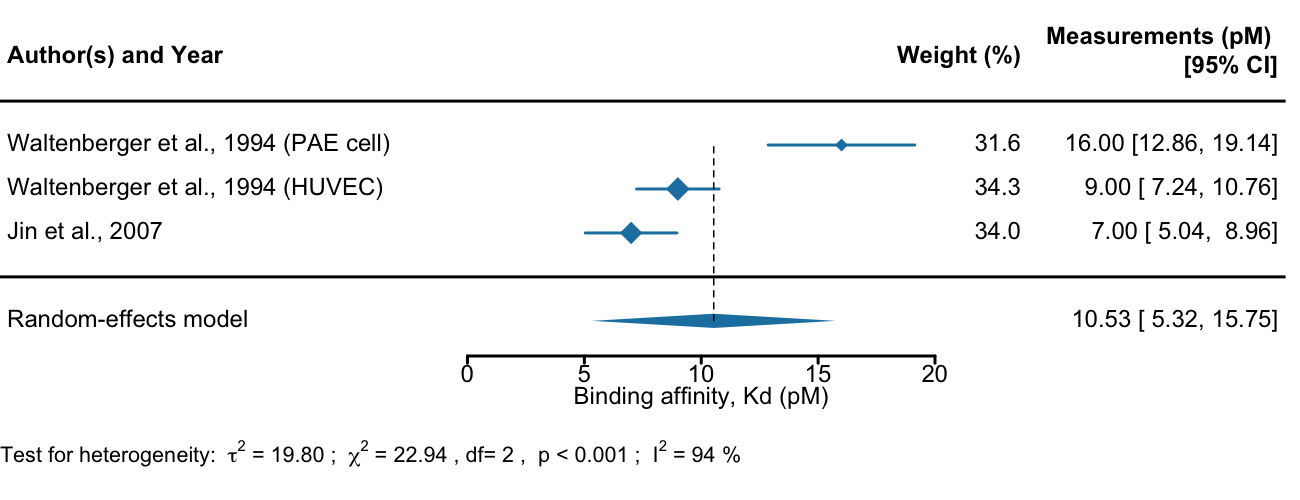 Author(s) and Year Weight (%) Measurements (pM) [95% CI]
Waltenberger et al., 1994 (PAE cell) 31.6 16.00 [12.86, 19.14]
Waltenberger et al., 1994 (HUVEC) 34.3 9.00 [ 7.24, 10.76]
Jin et al., 2007 34.0 7.00 [ 5.04, 8.96]
Random-effects model 10.53 [ 5.32, 15.75]
0 5 10 15 20
Binding affinity, Kd (pM)
Test for heterogeneity: τ² = 19.80 ; χ² = 22.94 , df= 2 , p < 0.001 ; I² = 94 %